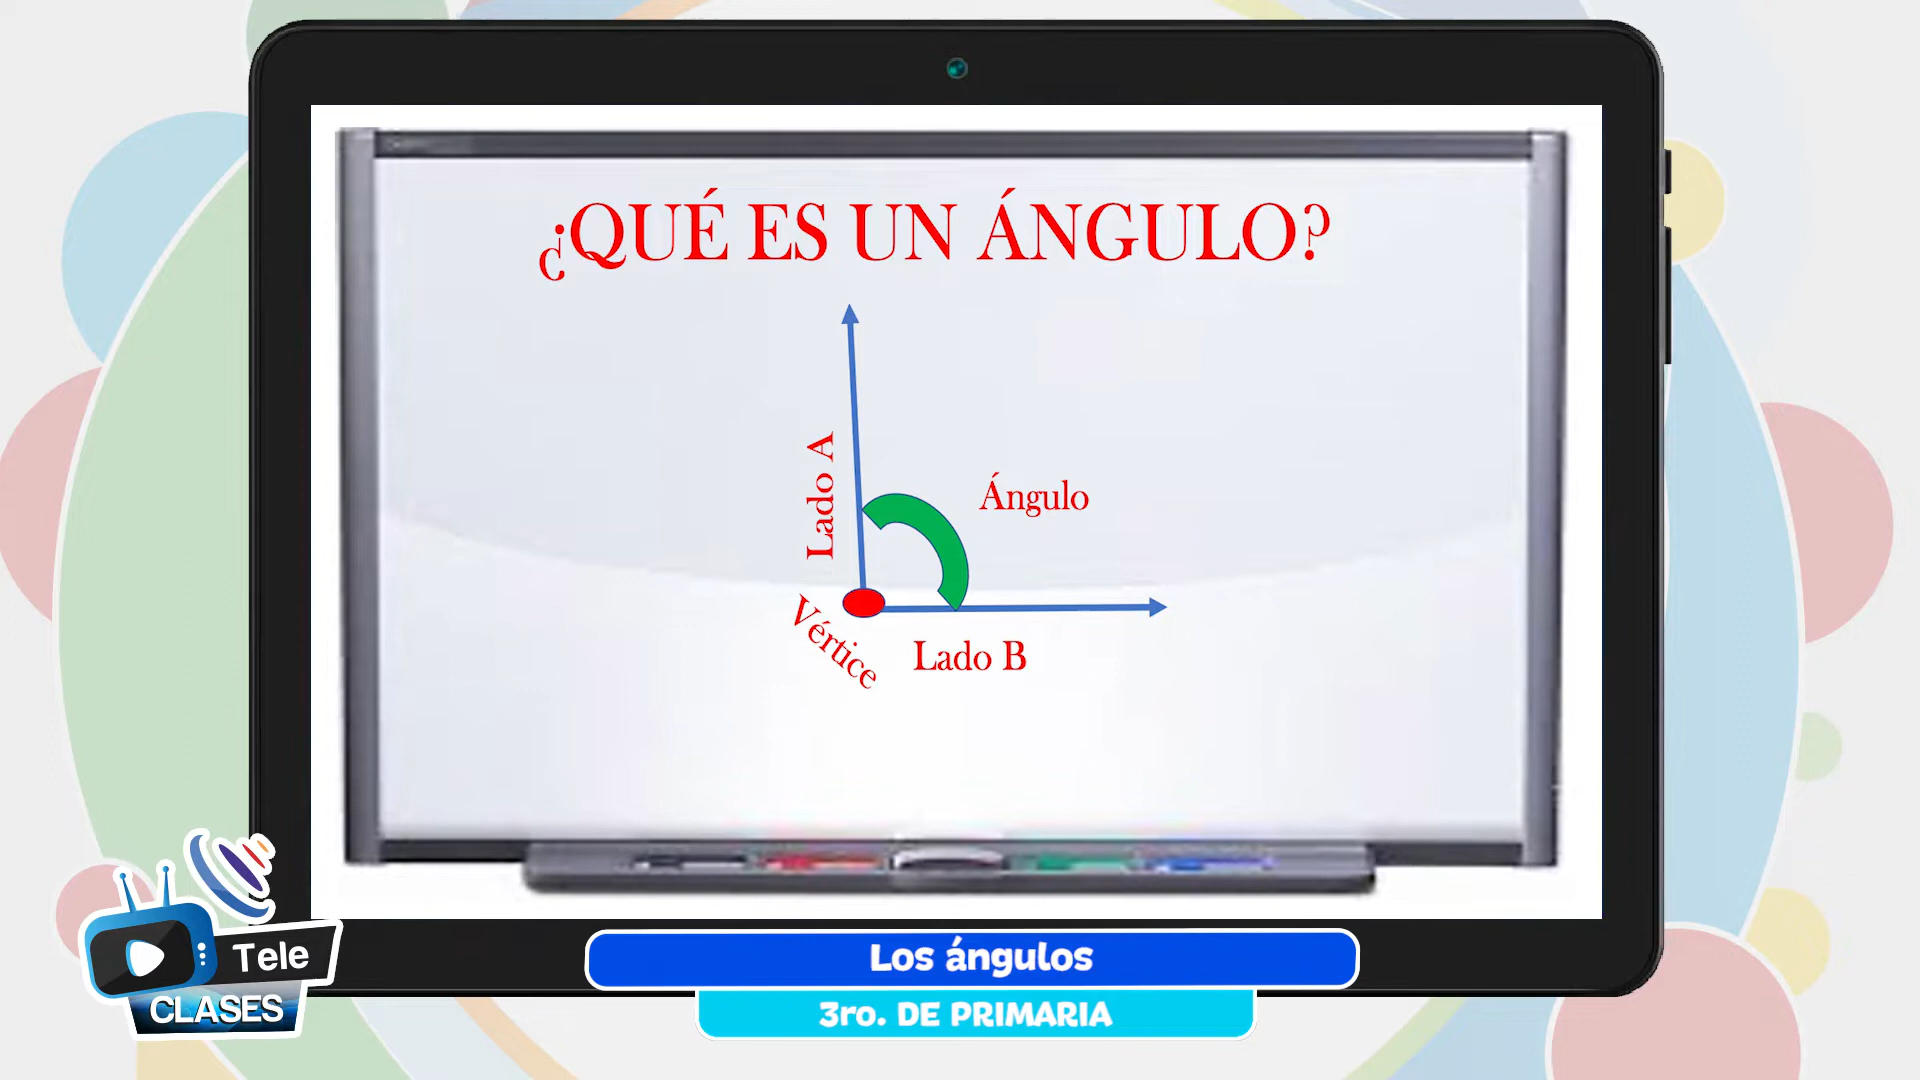 ¿QUÉ ES UN ÁNGULO?
Lado A
Ángulo
Vértice
Lado B
Tele
CLASES
Los ángulos
3ro. DE PRIMARIA